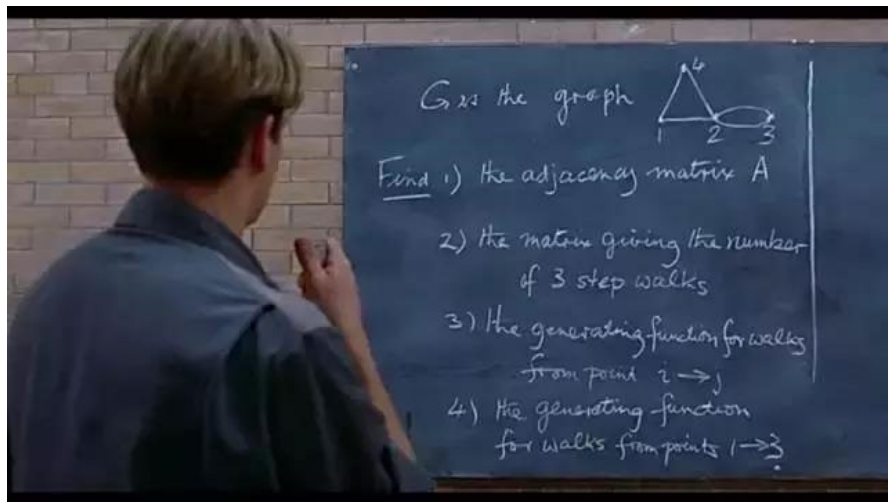 G is the graph
4
1 2 3
Find 1) the adjacency matrix A
2) the matrix giving the number
of 3 step walks
3) the generating function for walks
from point i → j
4) the generating function
for walks from points 1 → 3